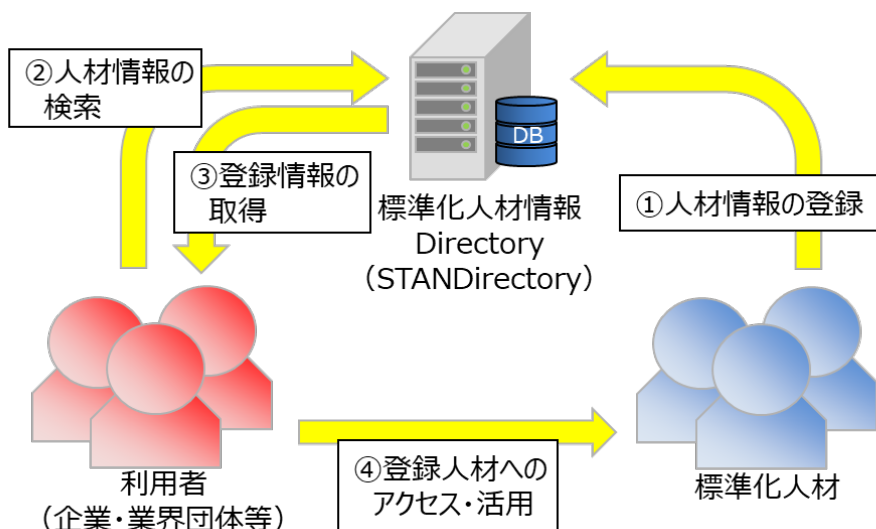 ②人材情報の
検索
DB
③登録情報の
取得
標準化人材情報
Directory
（STANDirectory）
①人材情報の登録
④登録人材への
アクセス・活用
利用者
（企業・業界団体等）
標準化人材